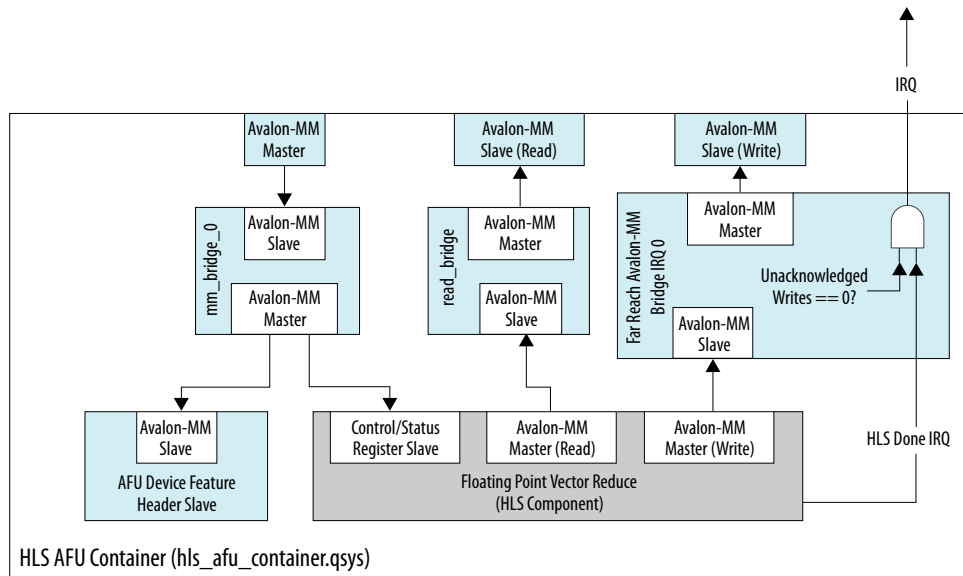 IRQ
Avalon-MM
Master
Avalon-MM
Slave (Read)
Avalon-MM
Slave (Write)
mm_bridge_0
Avalon-MM
Slave
Avalon-MM
Master
read_bridge
Avalon-MM
Master
Avalon-MM
Slave
Far Reach Avalon-MM
Bridge IRQ 0
Avalon-MM
Master
Unacknowledged
Writes == 0?
Avalon-MM
Slave
Avalon-MM
Slave
AFU Device Feature
Header Slave
Control/Status
Register Slave
Avalon-MM
Master (Read)
Avalon-MM
Master (Write)
Floating Point Vector Reduce
(HLS Component)
HLS Done IRQ
HLS AFU Container (hls_afu_container.qsys)